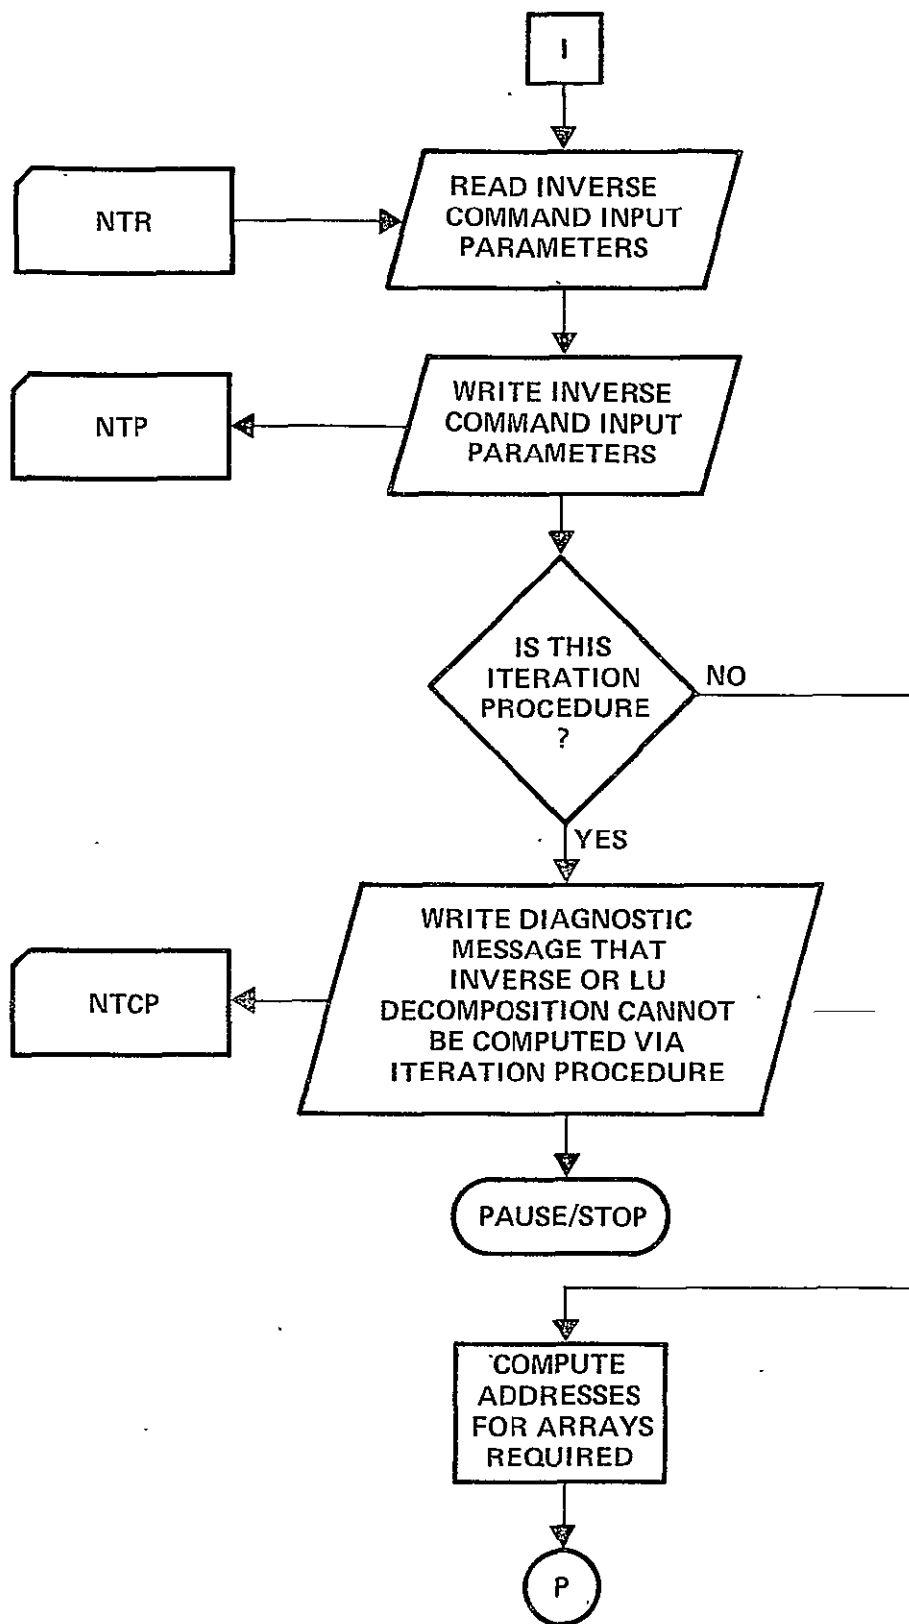 I
NTR
READ INVERSE
COMMAND INPUT
PARAMETERS
NTP
WRITE INVERSE
COMMAND INPUT
PARAMETERS
IS THIS
ITERATION
PROCEDURE
?
NO
YES
NTCP
WRITE DIAGNOSTIC
MESSAGE THAT
INVERSE OR LU
DECOMPOSITION CANNOT
BE COMPUTED VIA
ITERATION PROCEDURE
PAUSE/STOP
COMPUTE
ADDRESSES
FOR ARRAYS
REQUIRED
P